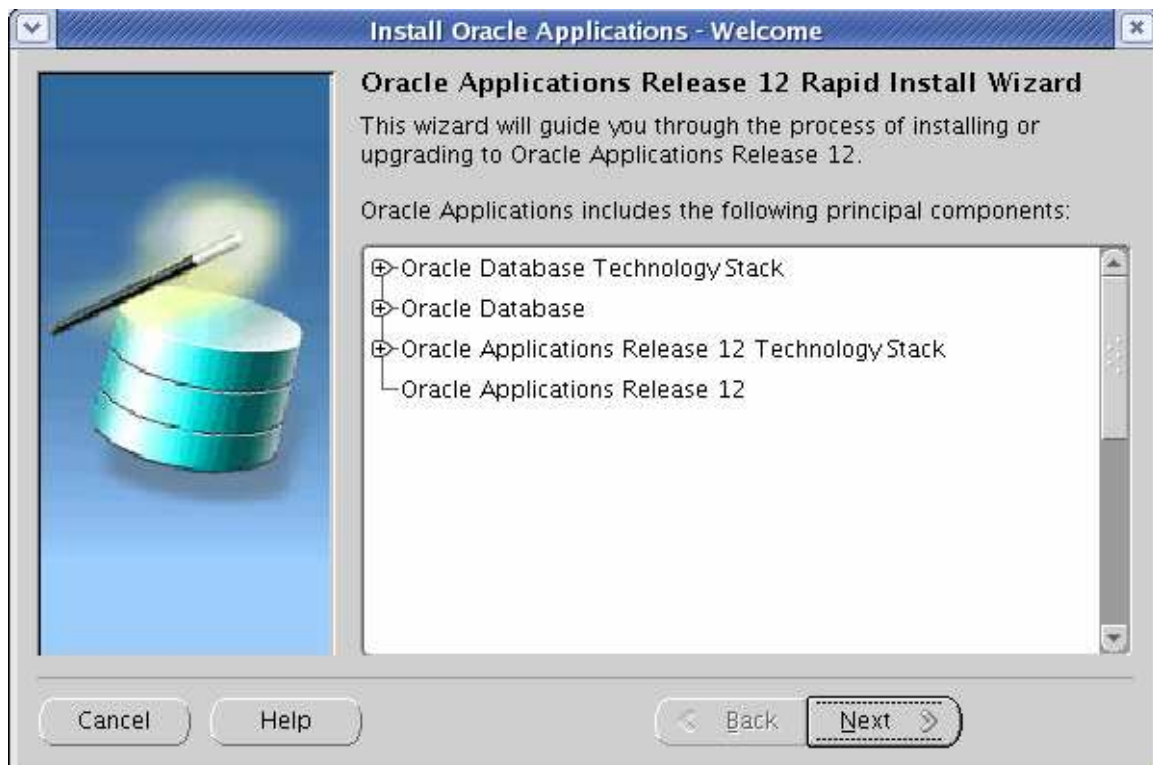 Install Oracle Applications - Welcome
Oracle Applications Release 12 Rapid Install Wizard
This wizard will guide you through the process of installing or
upgrading to Oracle Applications Release 12.
Oracle Applications includes the following principal components:
Oracle Database Technology Stack
Oracle Database
Oracle Applications Release 12 Technology Stack
Oracle Applications Release 12
Cancel Help Back Next